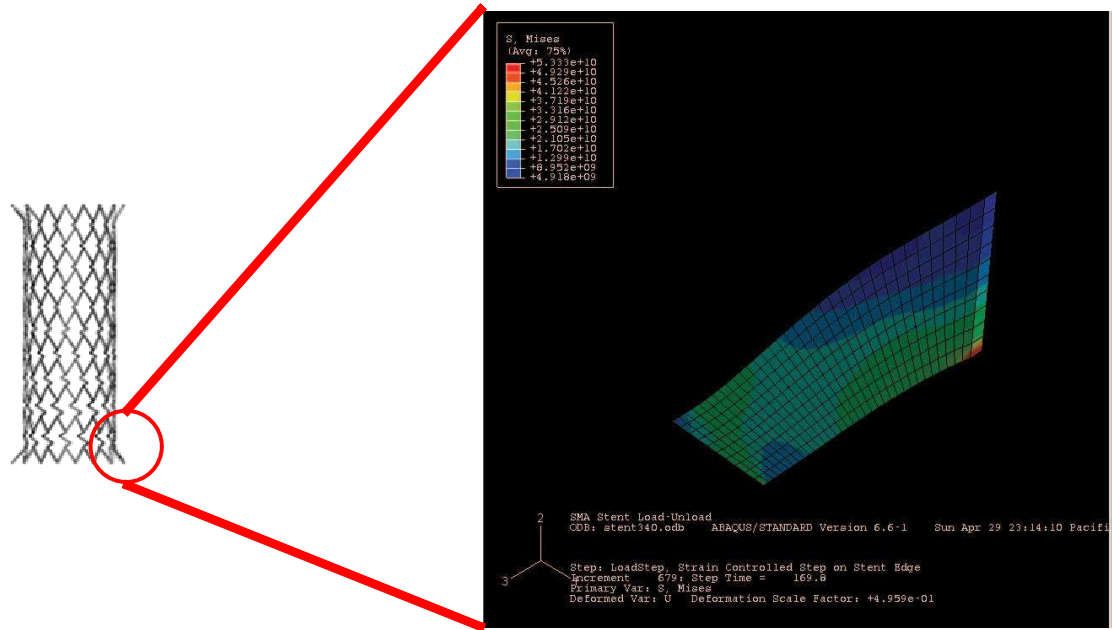 S, Mises
(Avg: 75%)
+5.333e+10
+4.929e+10
+4.526e+10
+4.122e+10
+3.719e+10
+3.316e+10
+2.912e+10
+2.509e+10
+2.105e+10
+1.702e+10
+1.299e+10
+8.952e+09
+4.918e+09
2
3
SMA Stent Load-Unload
ODB: stent340.odb ABAQUS/STANDARD Version 6.6-1 Sun Apr 29 23:14:10 Pacifi
Step: LoadStep, Strain Controlled Step on Stent Edge
Increment 679: Step Time = 169.8
Primary Var: S, Mises
Deformed Var: U Deformation Scale Factor: +4.959e-01